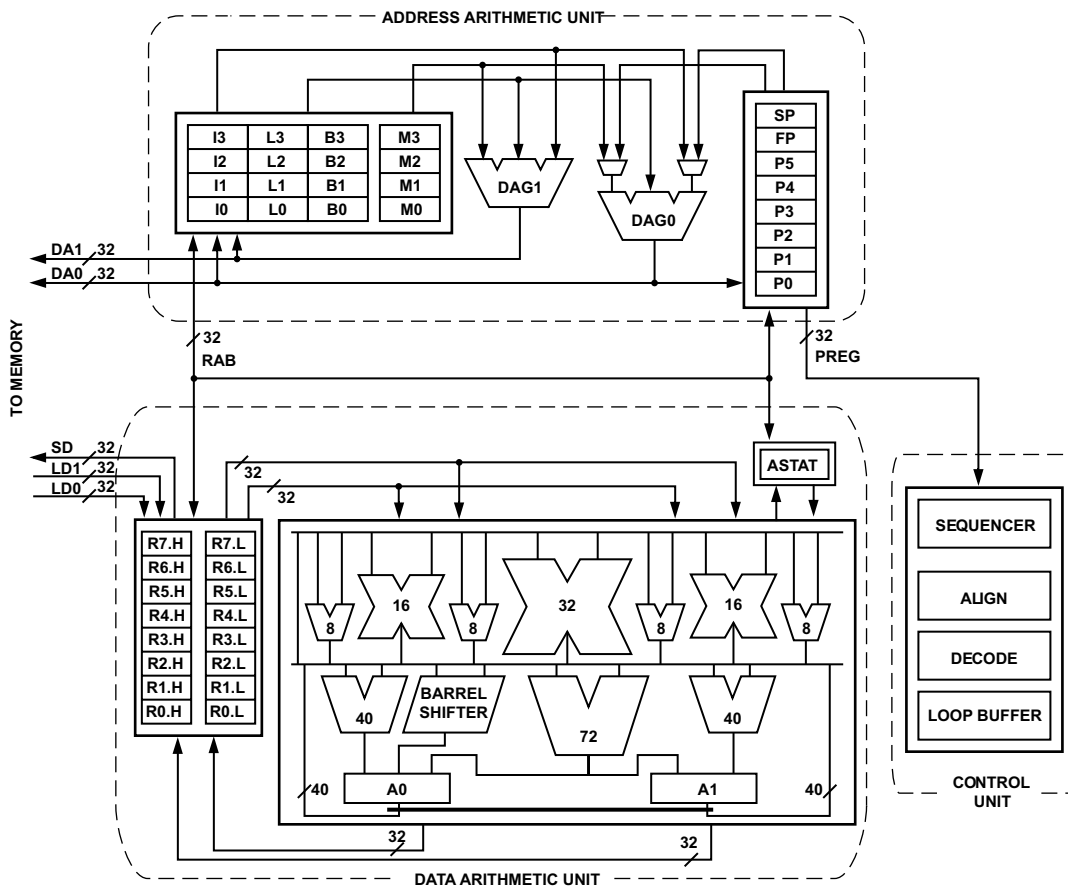 ADDRESS ARITHMETIC UNIT
I3 L3 B3 M3
I2 L2 B2 M2
I1 L1 B1 M1
I0 L0 B0 M0
DAG1
DAG0
SP
FP
P5
P4
P3
P2
P1
P0
DA1 32
DA0 32
TO MEMORY
32
RAB
32
PREG
SD 32
LD1 32
LD0 32
32
32
ASTAT
R7.H R7.L
R6.H R6.L
R5.H R5.L
R4.H R4.L
R3.H R3.L
R2.H R2.L
R1.H R1.L
R0.H R0.L
16 32 16
8 8 8 8
40
BARREL
SHIFTER
72
40
40 A0 A1 40
32
32
DATA ARITHMETIC UNIT
SEQUENCER
ALIGN
DECODE
LOOP BUFFER
CONTROL
UNIT